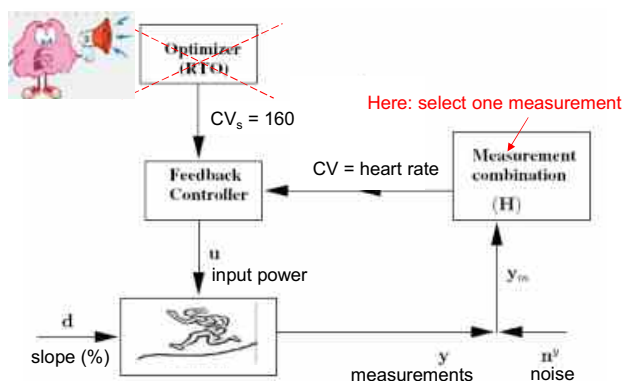 Optimizer
(RTO)
Here: select one measurement
CVs = 160
CV = heart rate
Measurement
combination
(H)
Feedback
Controller
u
input power
ym
d
slope (%)
y
measurements
n^y
noise